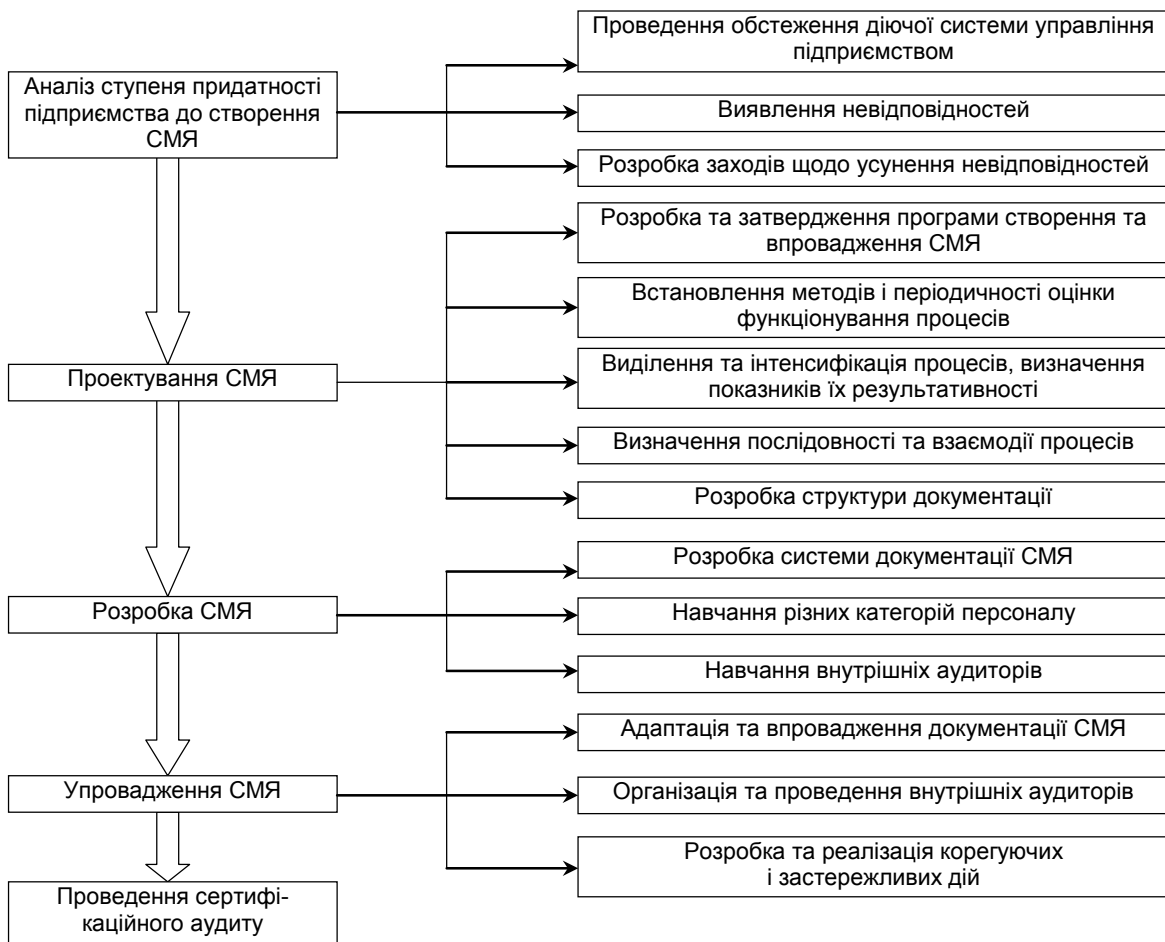 Аналіз ступеня придатності
підприємства до створення
СМЯ
Проведення обстеження діючої системи управління
підприємством
Виявлення невідповідностей
Розробка заходів щодо усунення невідповідностей
Проектування СМЯ
Розробка та затвердження програми створення та
впровадження СМЯ
Встановлення методів і періодичності оцінки
функціонування процесів
Виділення та інтенсифікація процесів, визначення
показників їх результативності
Визначення послідовності та взаємодії процесів
Розробка структури документації
Розробка СМЯ
Розробка системи документації СМЯ
Навчання різних категорій персоналу
Навчання внутрішніх аудиторів
Упровадження СМЯ
Адаптація та впровадження документації СМЯ
Організація та проведення внутрішніх аудиторів
Розробка та реалізація корегуючих
і застережливих дій
Проведення сертифі-
каційного аудиту